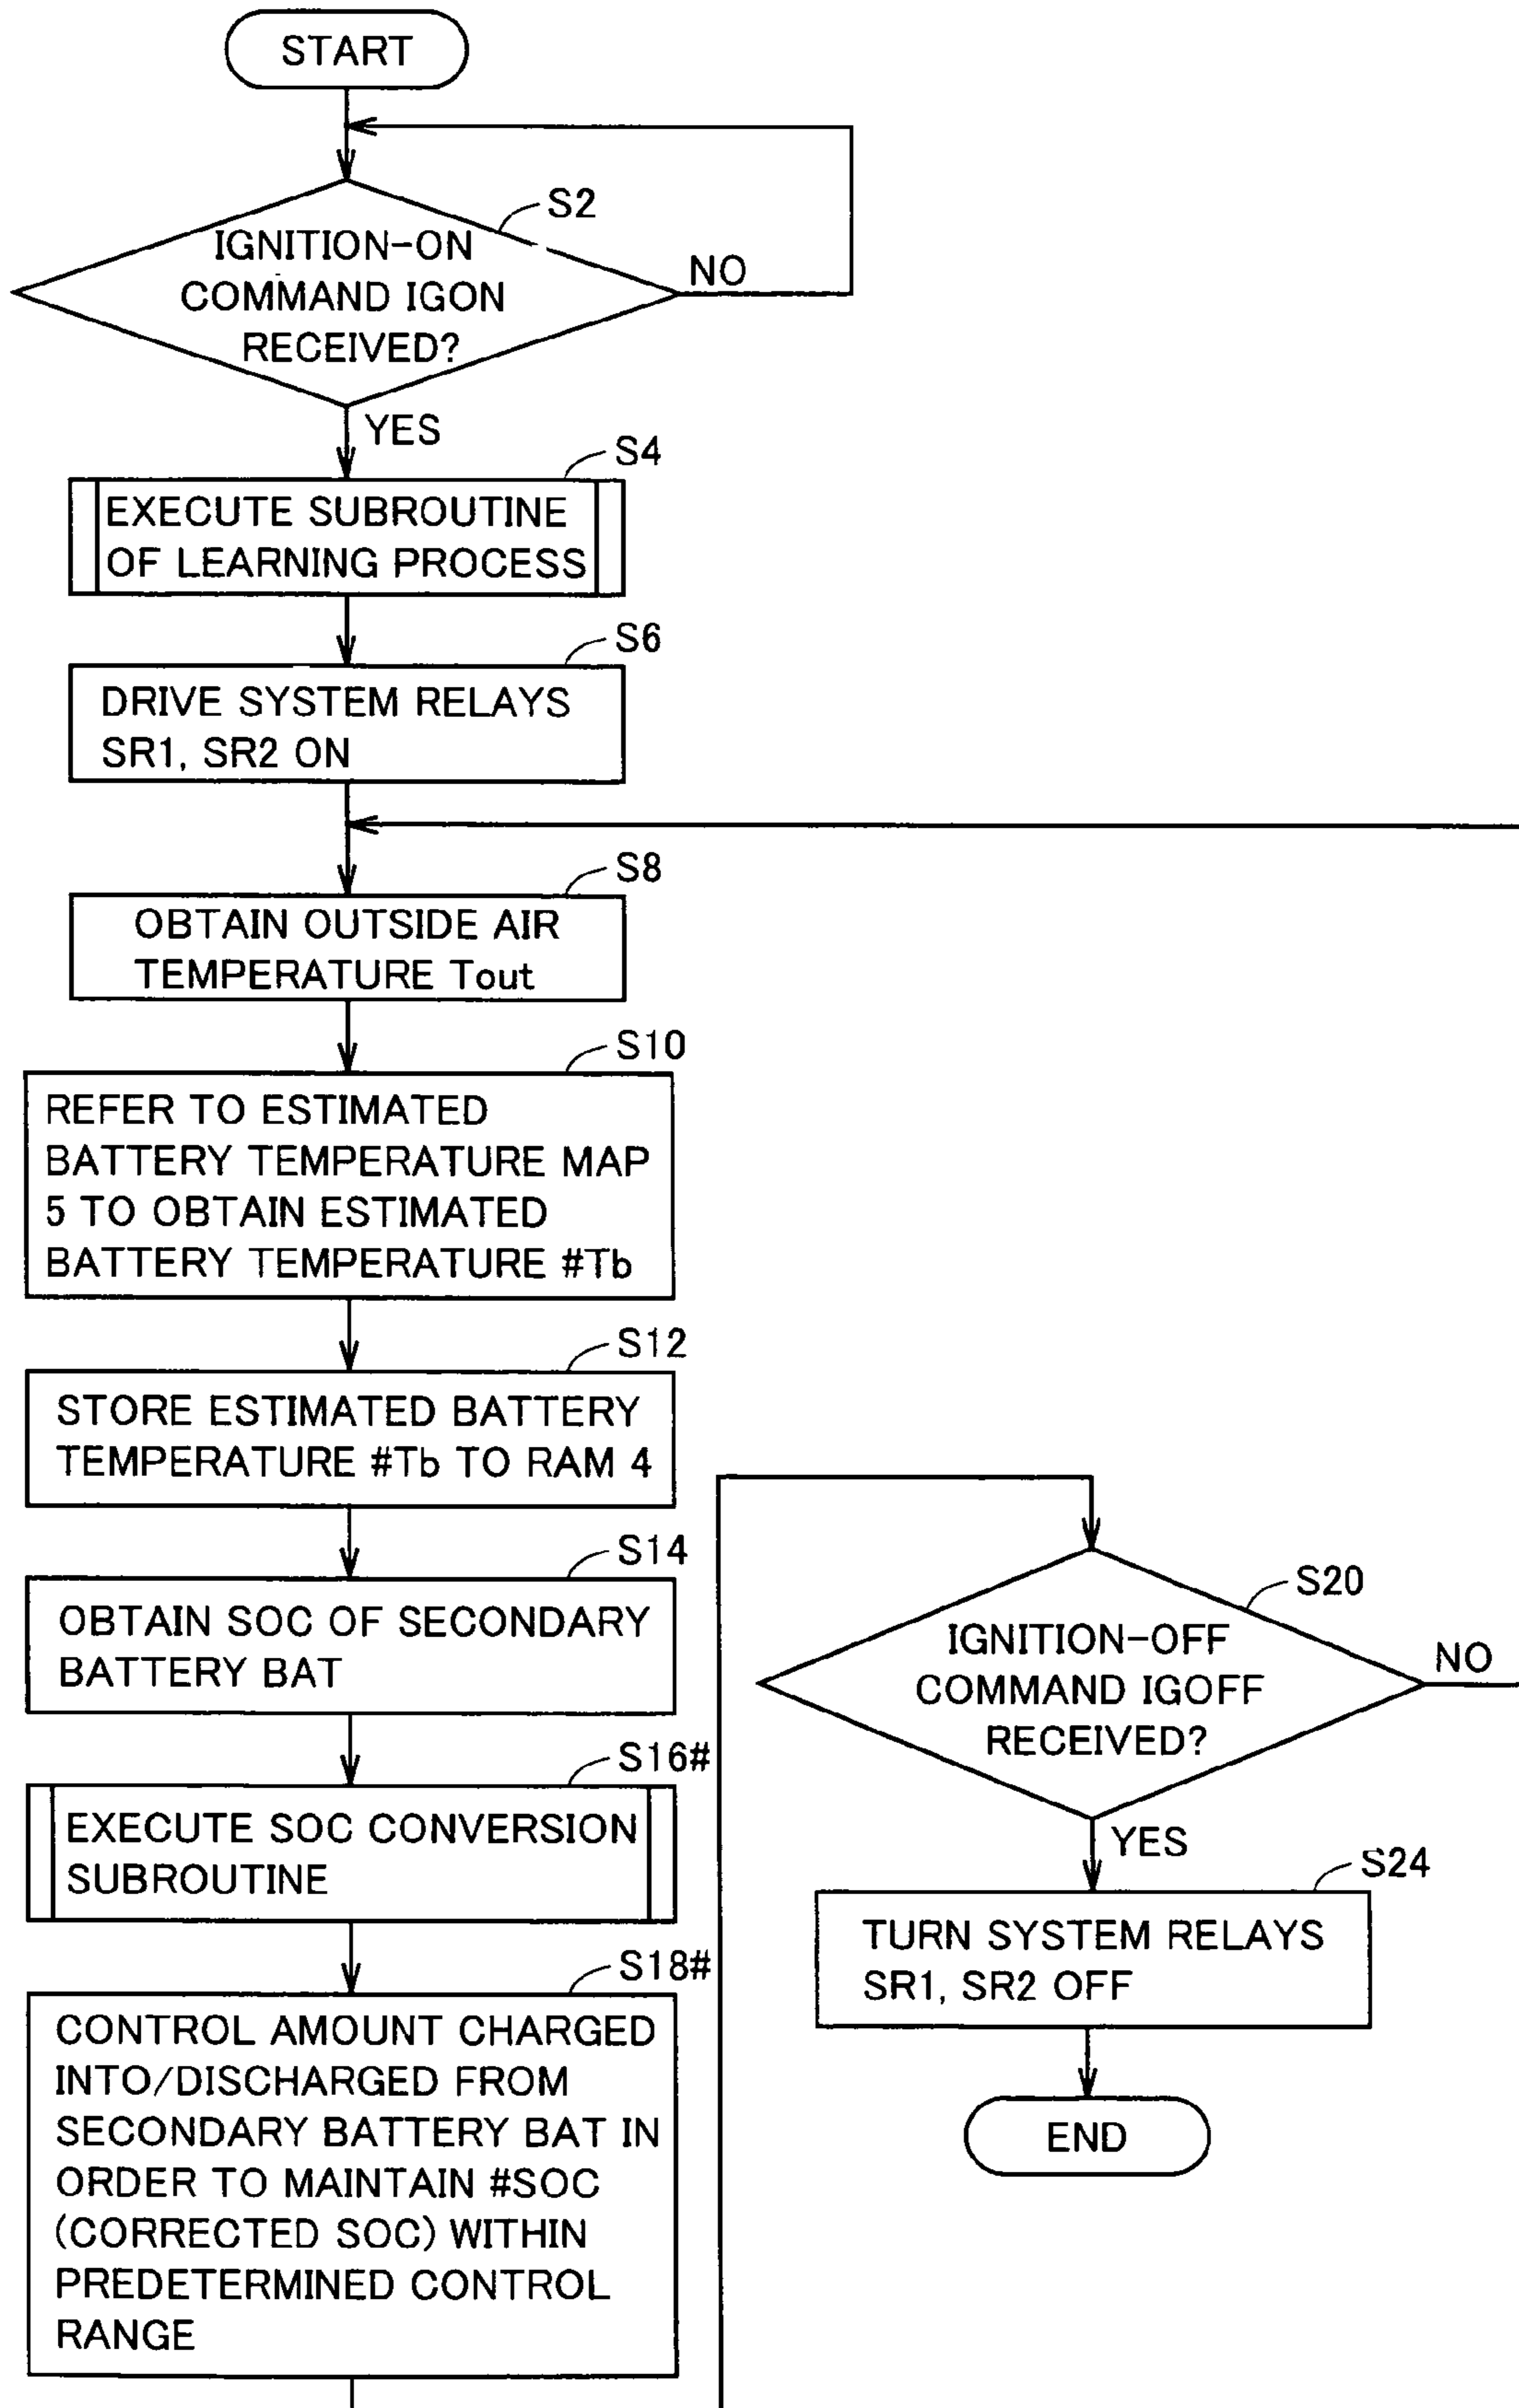 START
S2
IGNITION-ON
COMMAND IGON
RECEIVED?
NO
YES
S4
EXECUTE SUBROUTINE
OF LEARNING PROCESS
S6
DRIVE SYSTEM RELAYS
SR1, SR2 ON
S8
OBTAIN OUTSIDE AIR
TEMPERATURE Tout
S10
REFER TO ESTIMATED
BATTERY TEMPERATURE MAP
5 TO OBTAIN ESTIMATED
BATTERY TEMPERATURE #Tb
S12
STORE ESTIMATED BATTERY
TEMPERATURE #Tb TO RAM 4
S14
OBTAIN SOC OF SECONDARY
BATTERY BAT
S16#
EXECUTE SOC CONVERSION
SUBROUTINE
S18#
CONTROL AMOUNT CHARGED
INTO/DISCHARGED FROM
SECONDARY BATTERY BAT IN
ORDER TO MAINTAIN #SOC
(CORRECTED SOC) WITHIN
PREDETERMINED CONTROL
RANGE
S20
IGNITION-OFF
COMMAND IGOFF
RECEIVED?
NO
YES
S24
TURN SYSTEM RELAYS
SR1, SR2 OFF
END